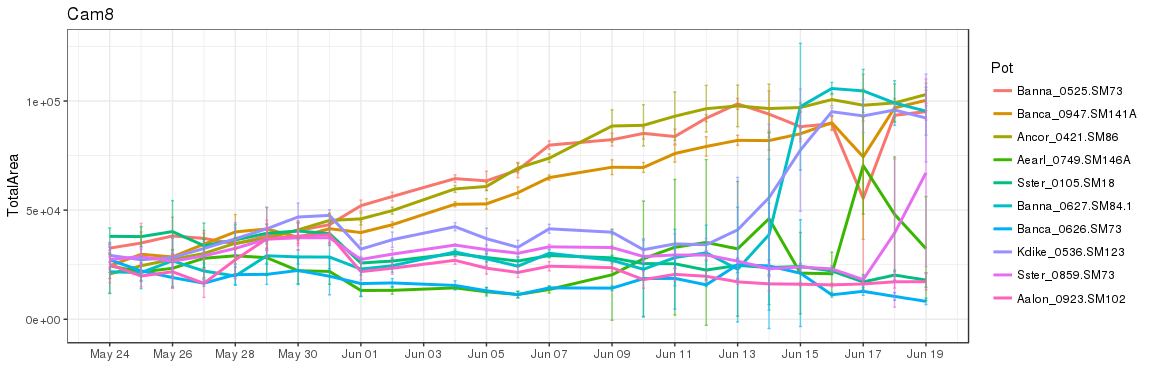 Cam8
TotalArea
1e+05
5e+04
0e+00
May 24 May 26 May 28 May 30 Jun 01 Jun 03 Jun 05 Jun 07 Jun 09 Jun 11 Jun 13 Jun 15 Jun 17 Jun 19
Pot
Banna_0525.SM73
Banca_0947.SM141A
Ancor_0421.SM86
Aearl_0749.SM146A
Sster_0105.SM18
Banna_0627.SM84.1
Banca_0626.SM73
Kdike_0536.SM123
Sster_0859.SM73
Aalon_0923.SM102